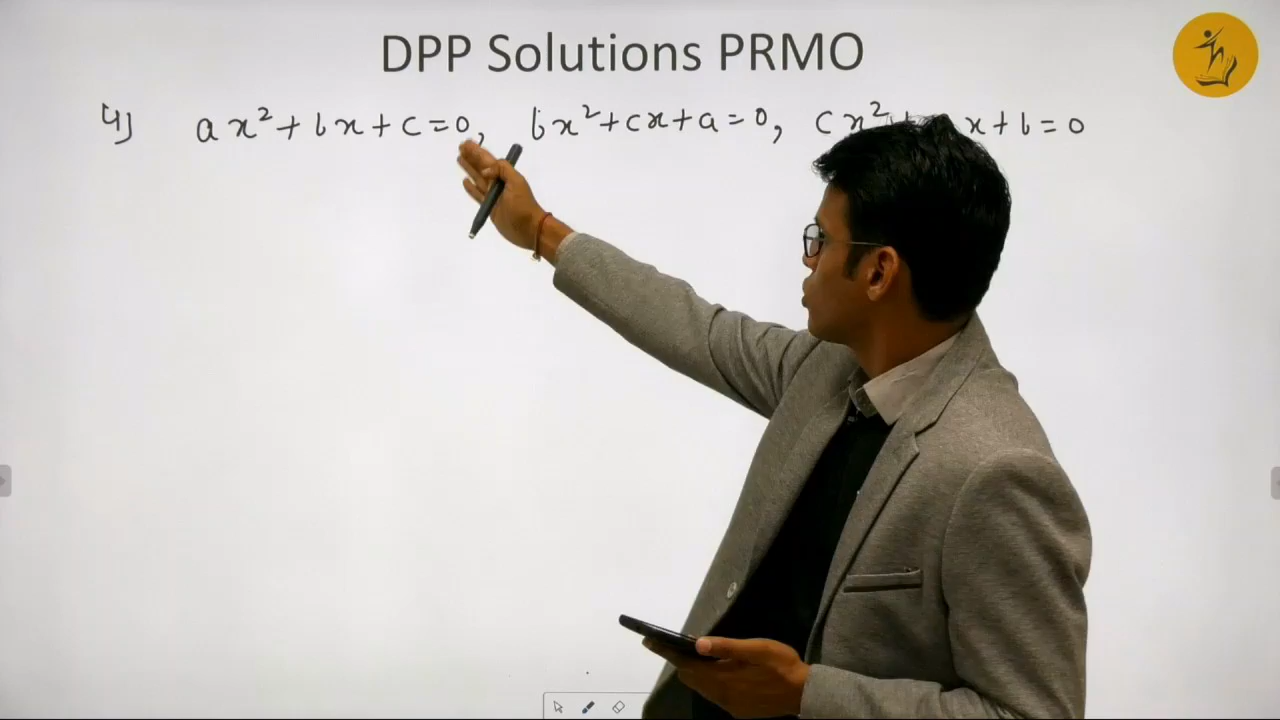 DPP Solutions PRMO
4) ax²+bx+c=0, bx²+cx+a=0, cx²+ x+b=0